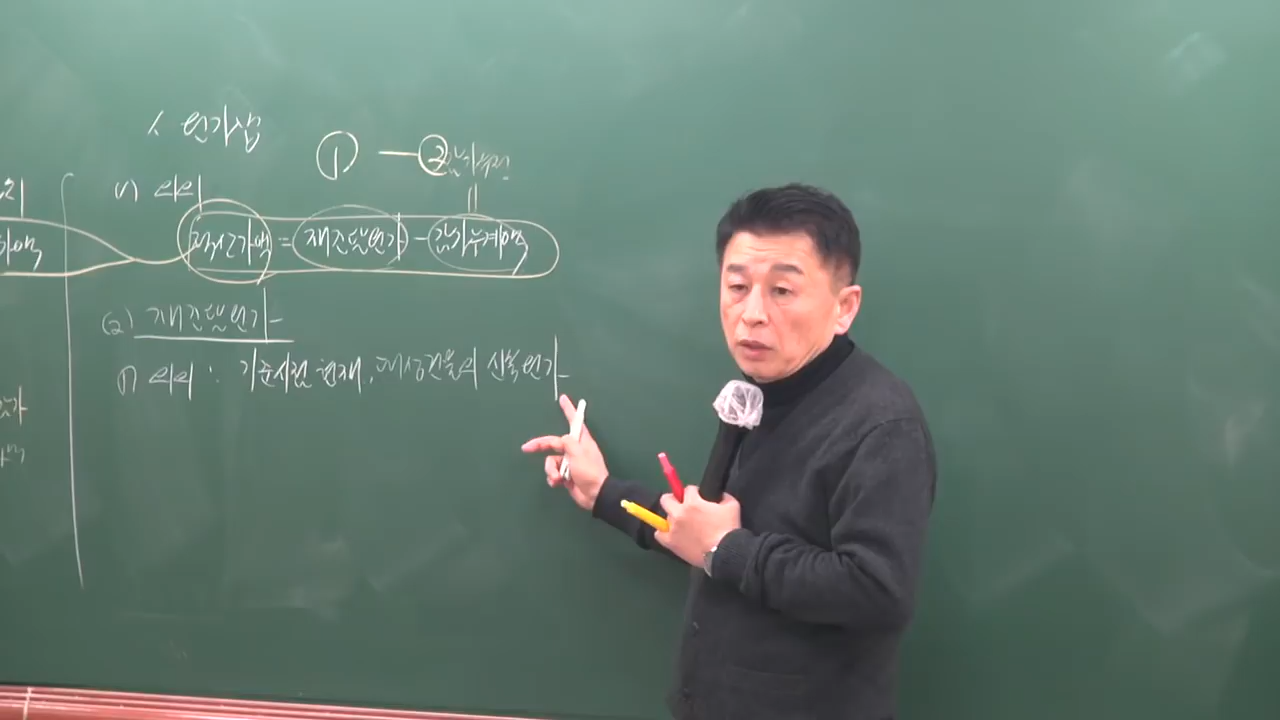 < 원가법
① — ② 감가수정
(1) 의의
적산가액 = 재조달원가 - 감가누계액
(2) 재조달원가
1) 의의 : 기준시점 현재, 대상건물의 신축원가